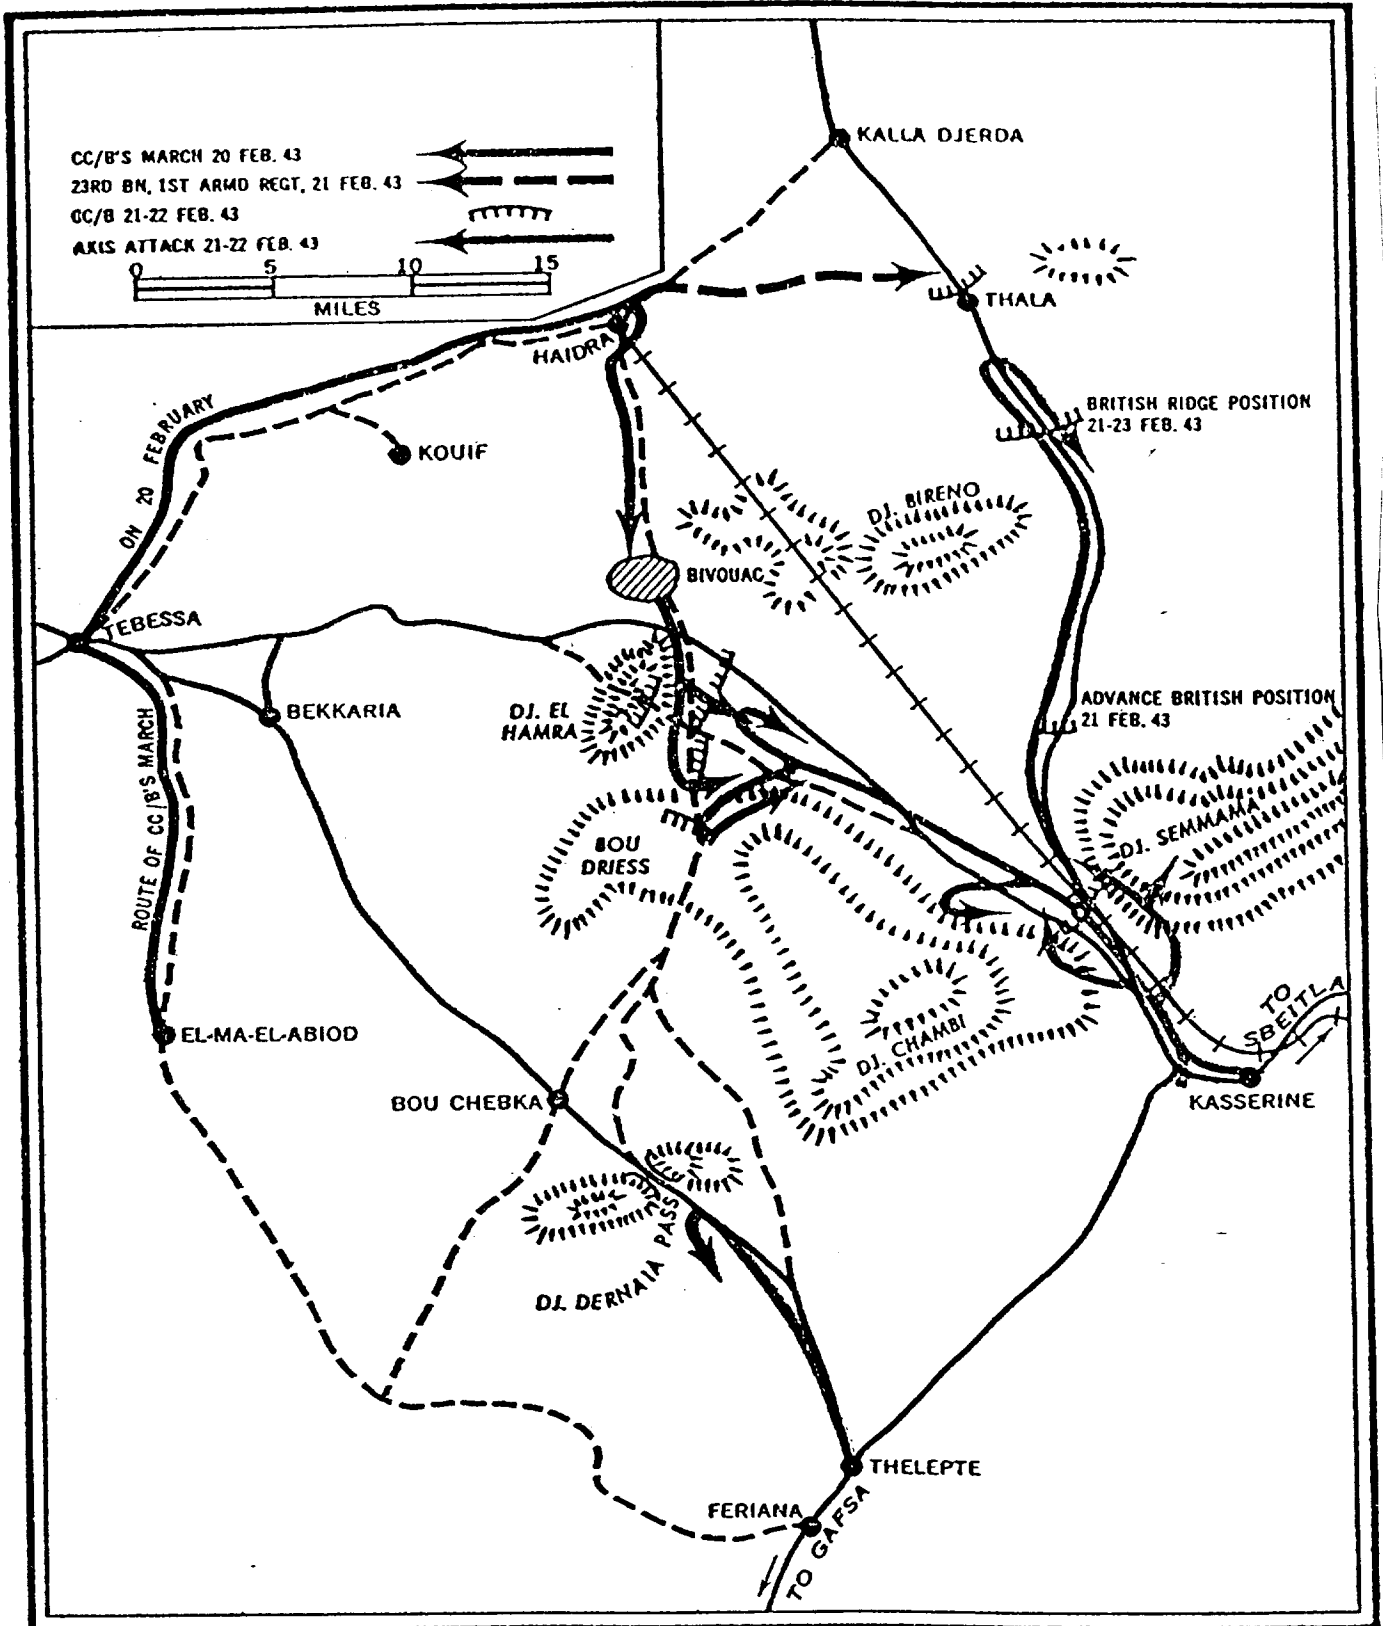 CC/B'S MARCH 20 FEB. 43
23RD BN, 1ST ARMD REGT, 21 FEB. 43
CC/B 21-22 FEB. 43
AXIS ATTACK 21-22 FEB. 43
0 5 10 15
MILES
KALLA DJERDA
THALA
HAIDRA
BRITISH RIDGE POSITION
21-23 FEB. 43
ON 20 FEBRUARY
KOUIF
DJ. BIRENO
BIVOUAC
TEBESSA
BEKKARIA
DJ. EL
HAMRA
ADVANCE BRITISH POSITION
21 FEB. 43
ROUTE OF CC/B'S MARCH
BOU
DRIESS
DJ. SEMMAMA
EL-MA-EL-ABIOD
DJ. CHAMBI
TO
SBEITLA
BOU CHEBKA
KASSERINE
DJ. DERNAIA PASS
THELEPTE
FERIANA
TO GAFSA